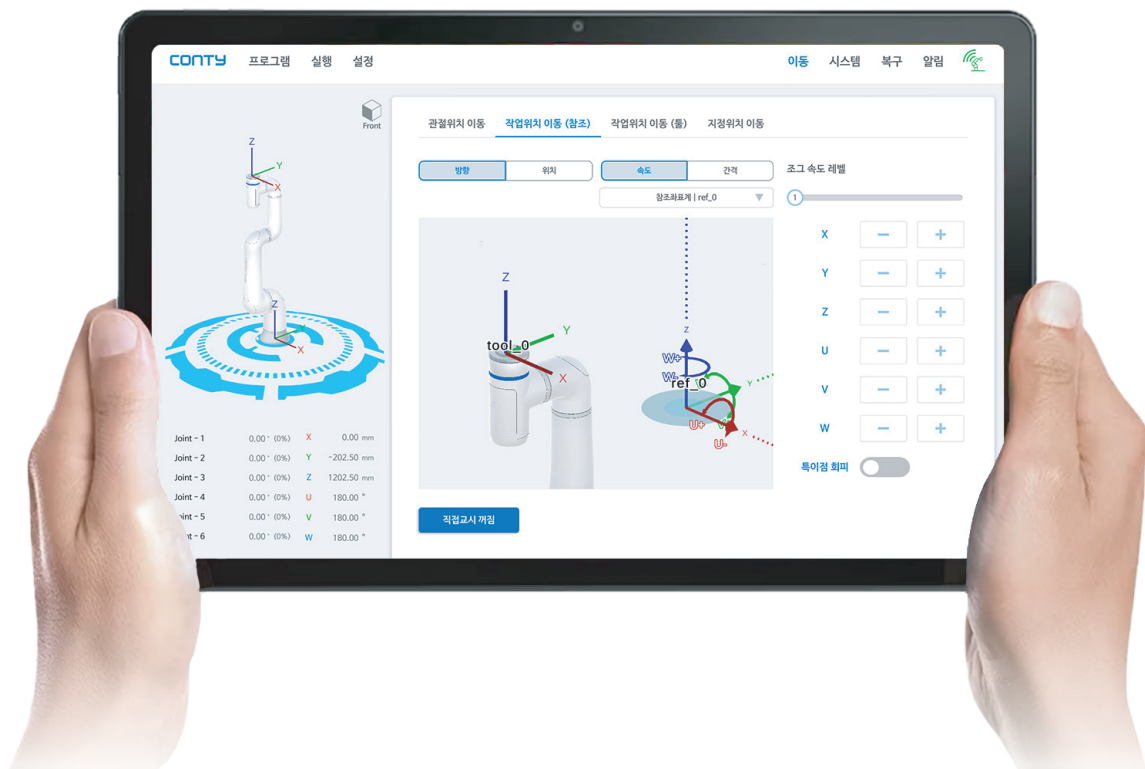 CONTY 프로그램 실행 설정 이동 시스템 복구 알림
Front
Z
Y
X
Z
Y
X
Joint - 1 0.00 ° (0%) X 0.00 mm
Joint - 2 0.00 ° (0%) Y -202.50 mm
Joint - 3 0.00 ° (0%) Z 1202.50 mm
Joint - 4 0.00 ° (0%) U 180.00 °
int - 5 0.00 ° (0%) V 180.00 °
nt - 6 0.00 ° (0%) W 180.00 °
관절위치 이동 작업위치 이동 (참조) 작업위치 이동 (툴) 지정위치 이동
방향 위치 속도 간격 조그 속도 레벨
참조좌표계 | ref_0 ▼ 1
Z
Y
tool_0
X
Z
W+
W-
ref_0
Y
V
U+
X
U-
X - +
Y - +
Z - +
U - +
V - +
W - +
특이점 회피
직접교시 꺼짐